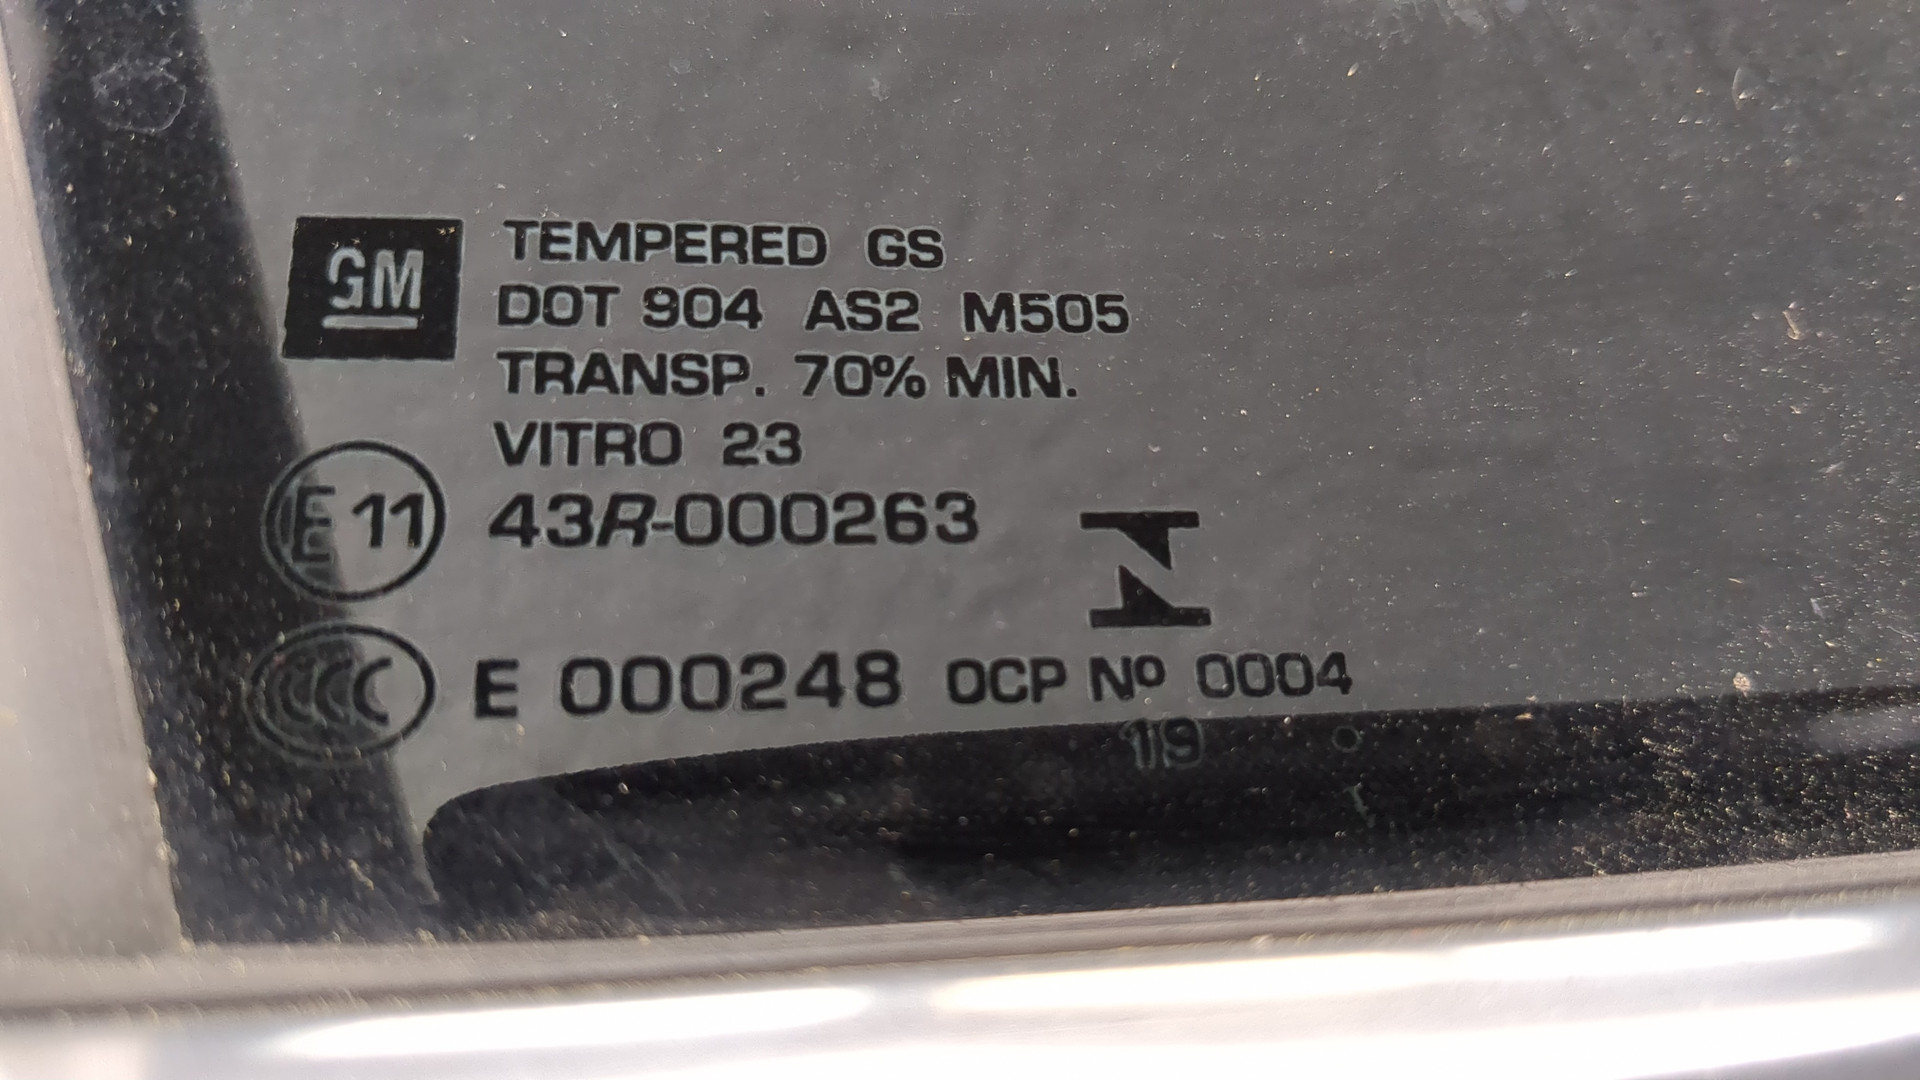 GM
TEMPERED GS
DOT 904 AS2 M505
TRANSP. 70% MIN.
VITRO 23
E 11 43R-000263
CCC E 000248 OCP Nº 0004
19